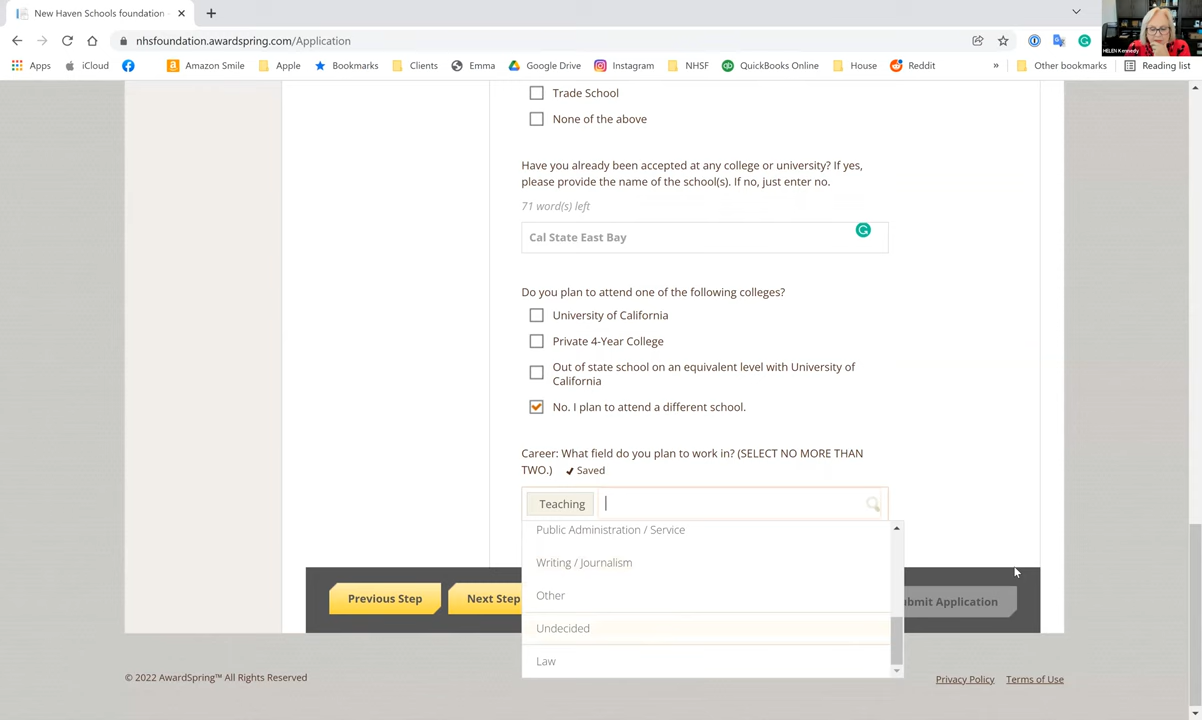 New Haven Schools foundation
nhsfoundation.awardspring.com/Application
HELEN Kennedy
Apps iCloud Amazon Smile Apple Bookmarks Clients Emma Google Drive Instagram NHSF QuickBooks Online House Reddit » Other bookmarks Reading list
Trade School
None of the above
Have you already been accepted at any college or university? If yes,
please provide the name of the school(s). If no, just enter no.
71 word(s) left
Cal State East Bay
Do you plan to attend one of the following colleges?
University of California
Private 4-Year College
Out of state school on an equivalent level with University of
California
No. I plan to attend a different school.
Career: What field do you plan to work in? (SELECT NO MORE THAN
TWO.) Saved
Teaching
Public Administration / Service
Writing / Journalism
Other
Undecided
Law
Previous Step Next Step ubmit Application
© 2022 AwardSpring™ All Rights Reserved
Privacy Policy Terms of Use